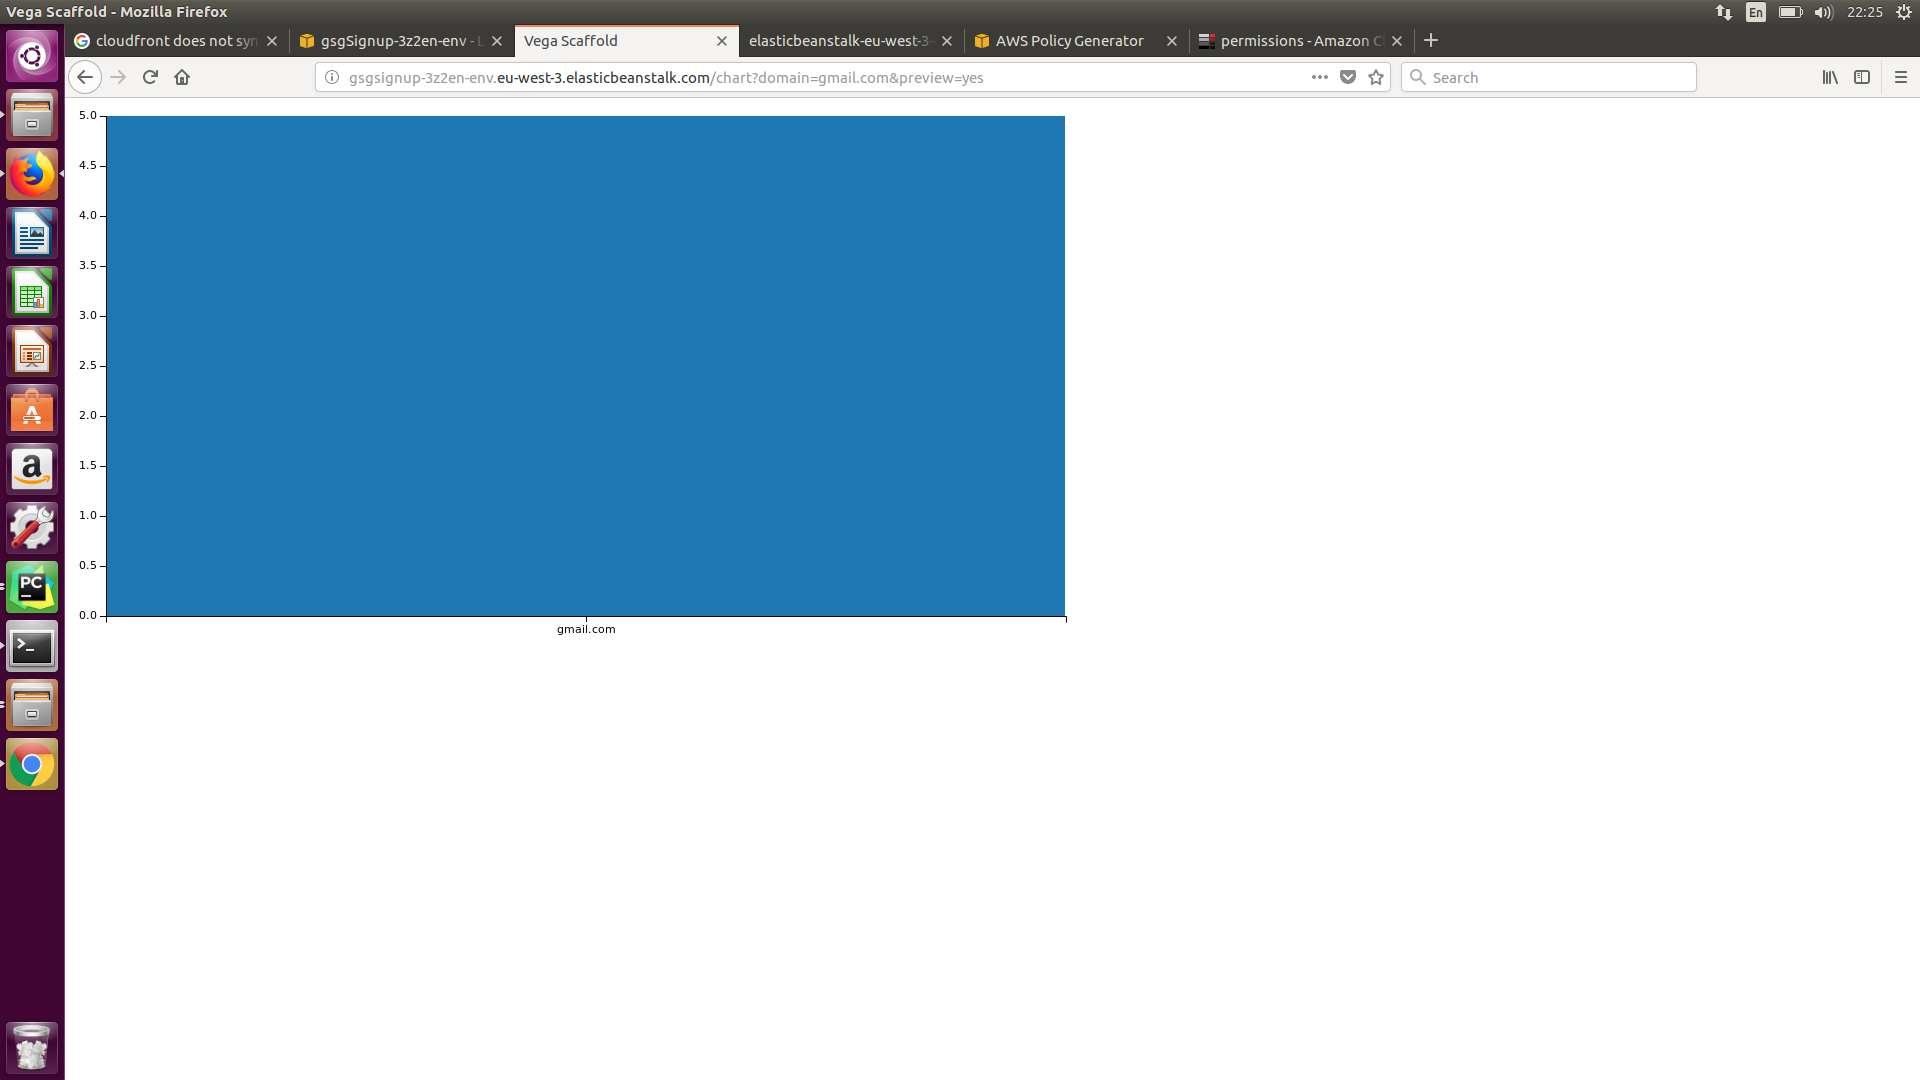 Vega Scaffold - Mozilla Firefox
En
22:25
cloudfront does not syn
gsgSignup-3z2en-env - L
Vega Scaffold
elasticbeanstalk-eu-west-3-
AWS Policy Generator
permissions - Amazon C
gsgsignup-3z2en-env.eu-west-3.elasticbeanstalk.com/chart?domain=gmail.com&preview=yes
Search
5.0
4.5
4.0
3.5
3.0
2.5
2.0
1.5
1.0
0.5
0.0
gmail.com
A
a
PC
>_